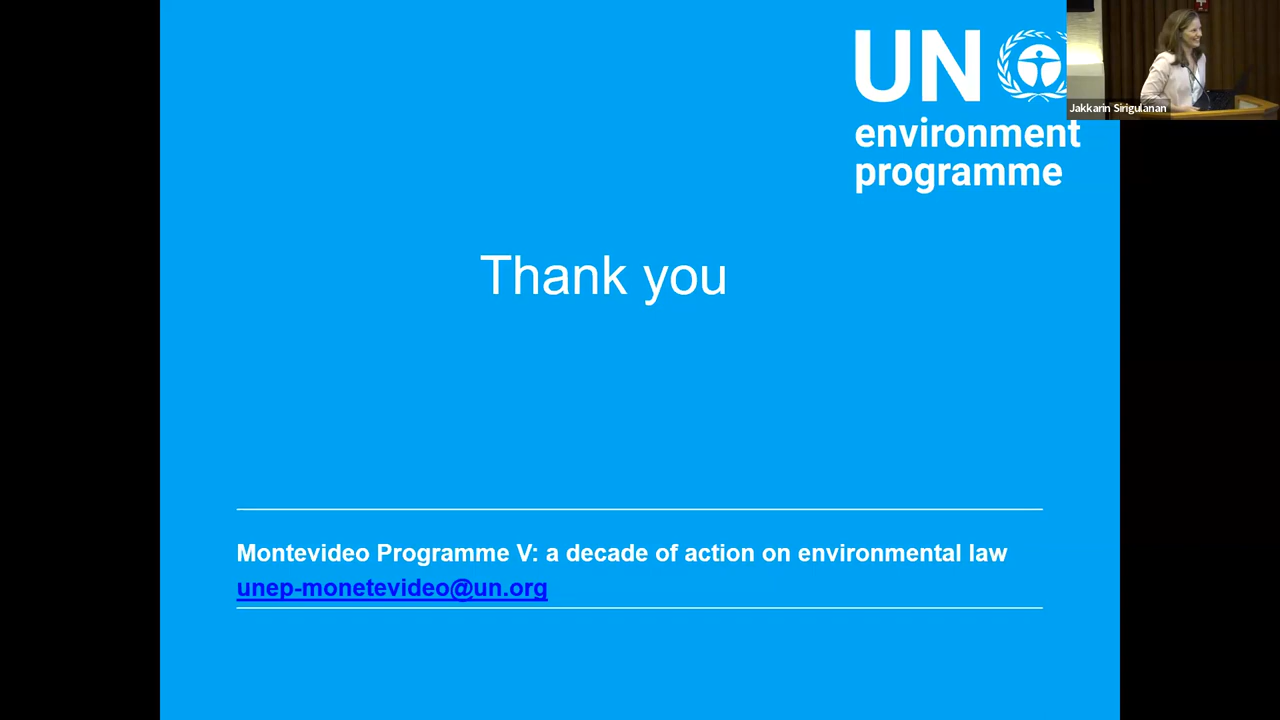 UN
environment
programme
Jakkarin Sirigulanan
Thank you
Montevideo Programme V: a decade of action on environmental law
unep-monetevideo@un.org